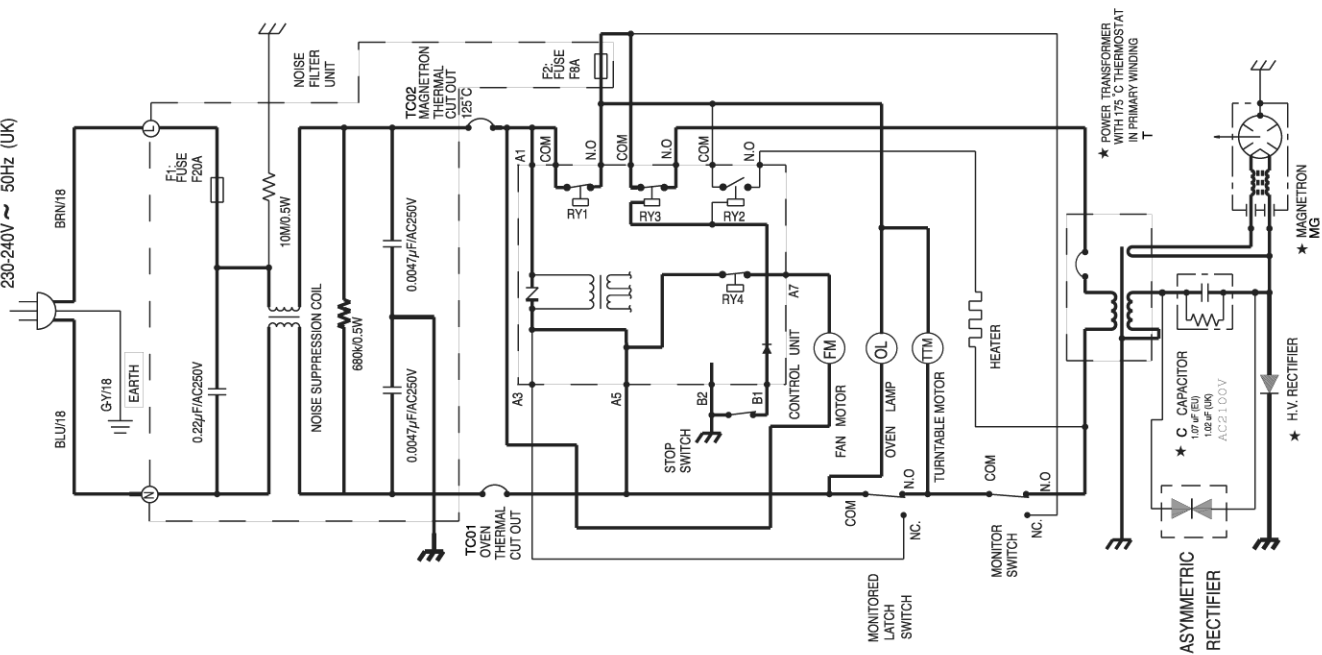 230-240V ~ 50Hz (UK)
BRN/18
BLU/18
G-Y/18
EARTH
L
N
NOISE
FILTER
UNIT
F1:
FUSE
F20A
0.22µF/AC250V
10M/0.5W
NOISE SUPPRESSION COIL
680k/0.5W
0.0047µF/AC250V
0.0047µF/AC250V
TC02
MAGNETRON
THERMAL
CUT OUT
125°C
TC01
OVEN
THERMAL
CUT OUT
F2:
FUSE
F8A
A1
COM
N.O
COM
N.O
COM
N.O
RY1
RY3
RY2
RY4
A7
A3
A5
B2
B1
CONTROL UNIT
STOP
SWITCH
FM
FAN MOTOR
OL
OVEN LAMP
TTM
TURNTABLE MOTOR
HEATER
COM
N.O
NC.
MONITORED
LATCH
SWITCH
COM
N.O
NC.
MONITOR
SWITCH
★ POWER TRANSFORMER
WITH 175 °C THERMOSTAT
IN PRIMARY WINDING
T
★ MAGNETRON
MG
★ C CAPACITOR
1.07 uF (EU)
1.02 uF (UK)
AC2100V
★ H.V. RECTIFIER
ASYMMETRIC
RECTIFIER